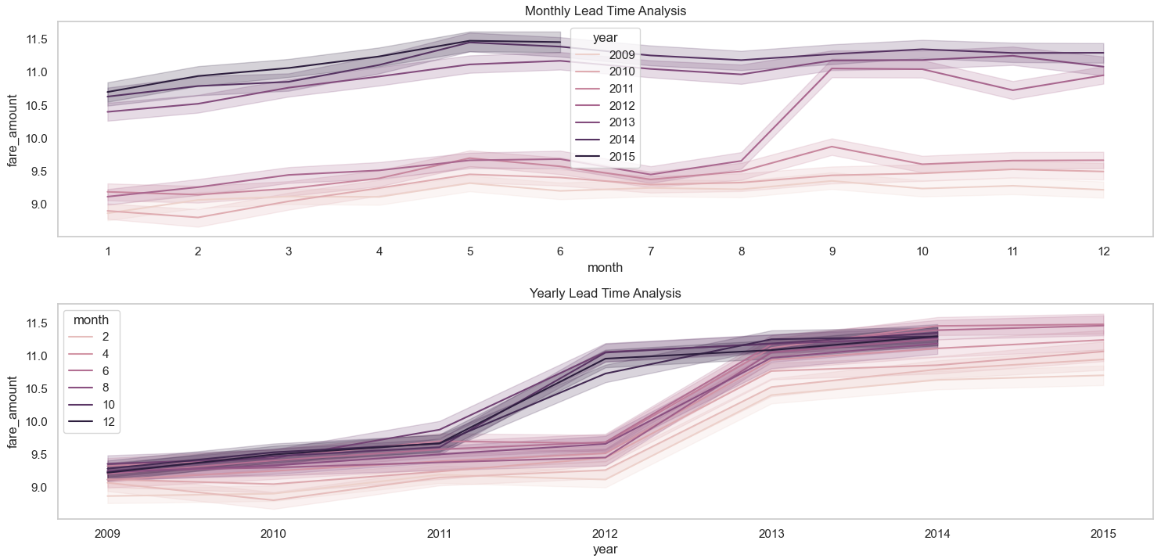 Monthly Lead Time Analysis
fare_amount
11.5
11.0
10.5
10.0
9.5
9.0
year
2009
2010
2011
2012
2013
2014
2015
1 2 3 4 5 6 7 8 9 10 11 12
month
Yearly Lead Time Analysis
fare_amount
11.5
11.0
10.5
10.0
9.5
9.0
month
2
4
6
8
10
12
2009 2010 2011 2012 2013 2014 2015
year